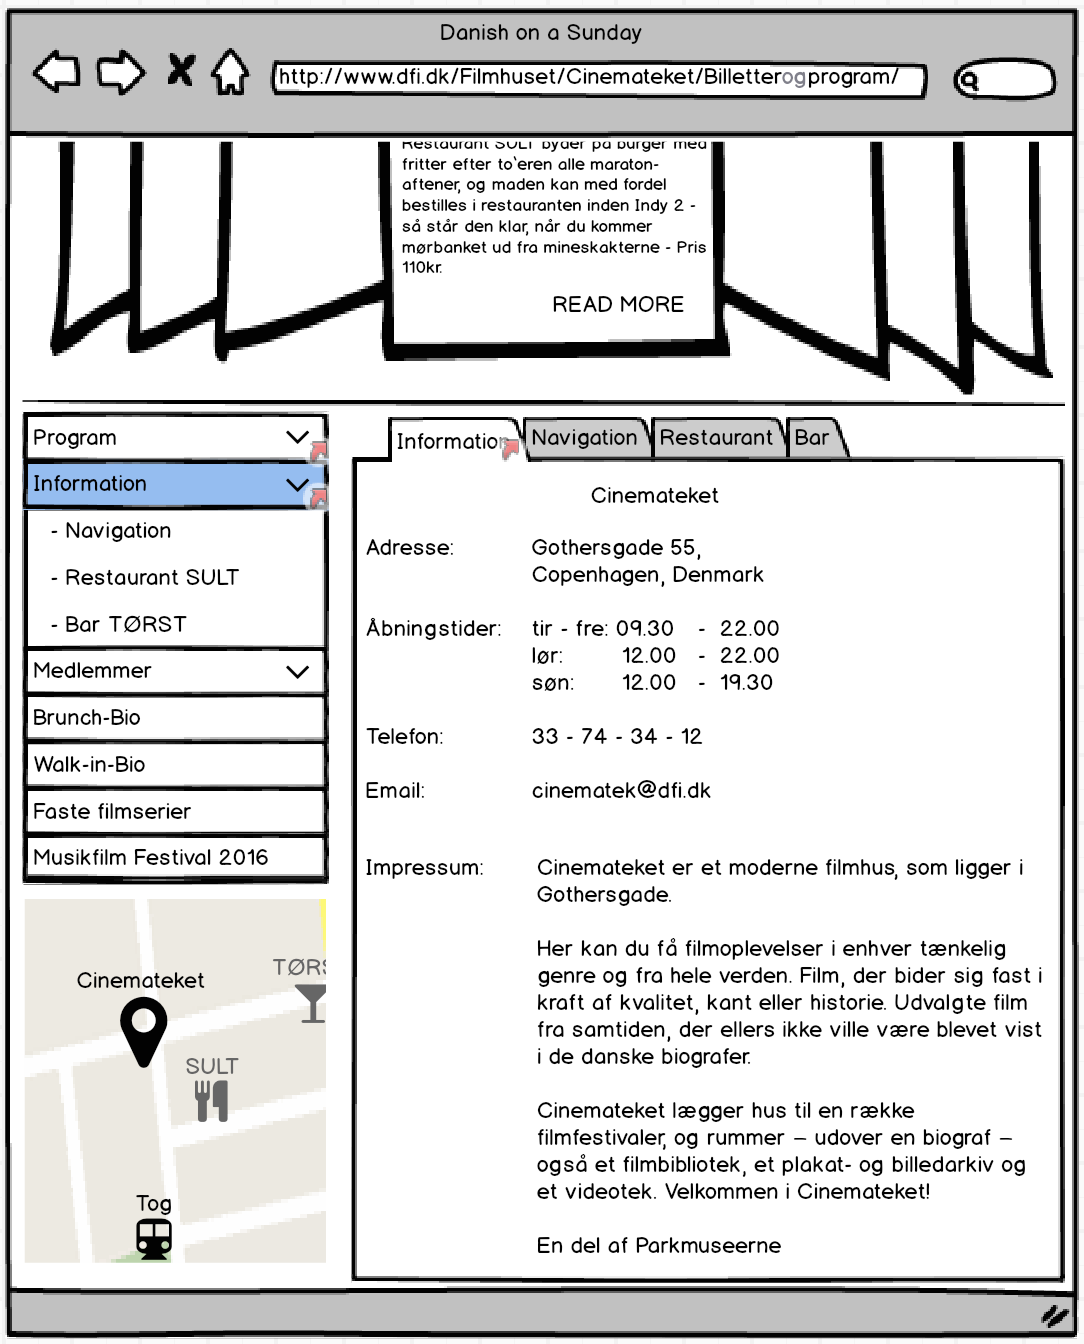 Danish on a Sunday
http://www.dfi.dk/Filmhuset/Cinemateket/Billetterogprogram/
Restaurant SULT byder på burger med
fritter efter to`eren alle maraton-
aftener, og maden kan med fordel
bestilles i restauranten inden Indy 2 -
så står den klar, når du kommer
mørbanket ud fra mineskakterne - Pris
110kr.
READ MORE
Program
Information
- Navigation
- Restaurant SULT
- Bar TØRST
Medlemmer
Brunch-Bio
Walk-in-Bio
Faste filmserier
Musikfilm Festival 2016
Cinemateket
TØRS
SULT
Tog
Information Navigation Restaurant Bar
Cinemateket
Adresse: Gothersgade 55,
Copenhagen, Denmark
Åbningstider: tir - fre: 09.30 - 22.00
lør: 12.00 - 22.00
søn: 12.00 - 19.30
Telefon: 33 - 74 - 34 - 12
Email: cinematek@dfi.dk
Impressum: Cinemateket er et moderne filmhus, som ligger i
Gothersgade.
Her kan du få filmoplevelser i enhver tænkelig
genre og fra hele verden. Film, der bider sig fast i
kraft af kvalitet, kant eller historie. Udvalgte film
fra samtiden, der ellers ikke ville være blevet vist
i de danske biografer.
Cinemateket lægger hus til en række
filmfestivaler, og rummer – udover en biograf –
også et filmbibliotek, et plakat- og billedarkiv og
et videotek. Velkommen i Cinemateket!
En del af Parkmuseerne